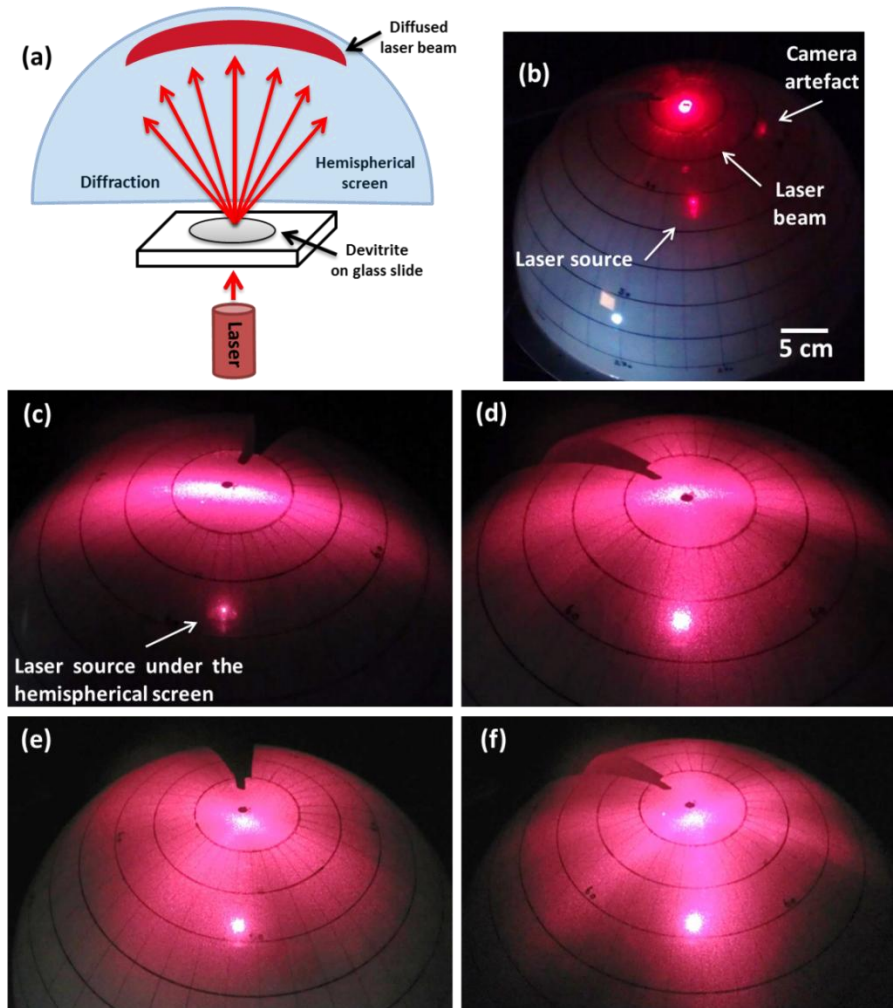 (a)
Diffused
laser beam
Diffraction
Hemispherical
screen
Devitrite
on glass slide
Laser
(b)
Camera
artefact
Laser
beam
Laser source
5 cm
(c)
Laser source under the
hemispherical screen
(d)
(e)
(f)